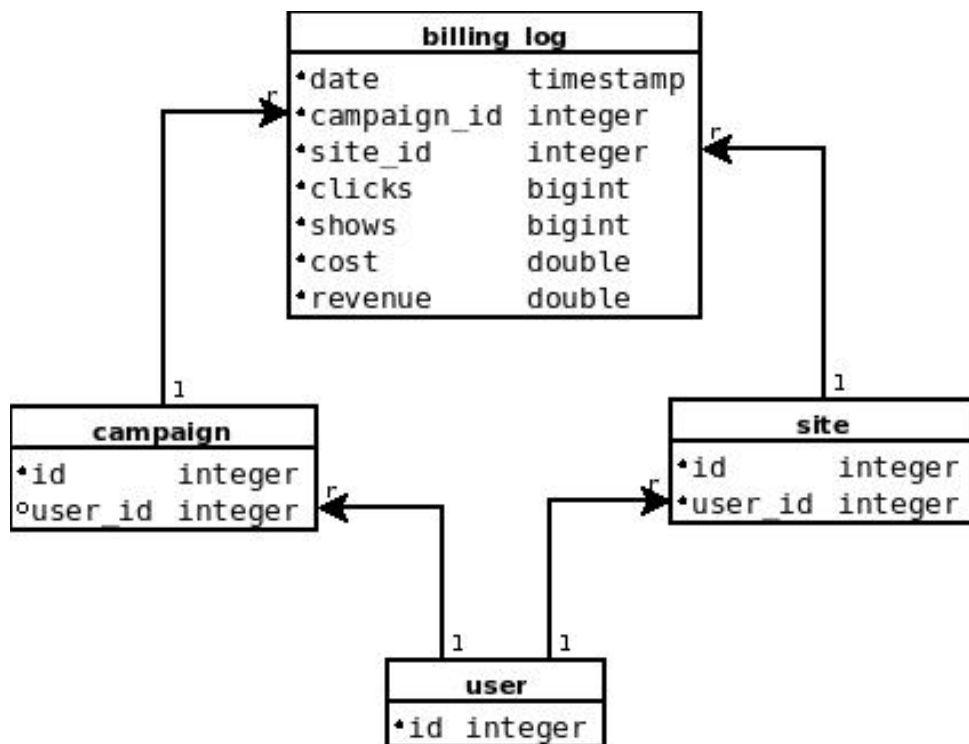 billing_log
date timestamp
campaign_id integer
site_id integer
clicks bigint
shows bigint
cost double
revenue double
r
r
1
1
campaign
id integer
user_id integer
site
id integer
user_id integer
r
r
1
1
user
id integer